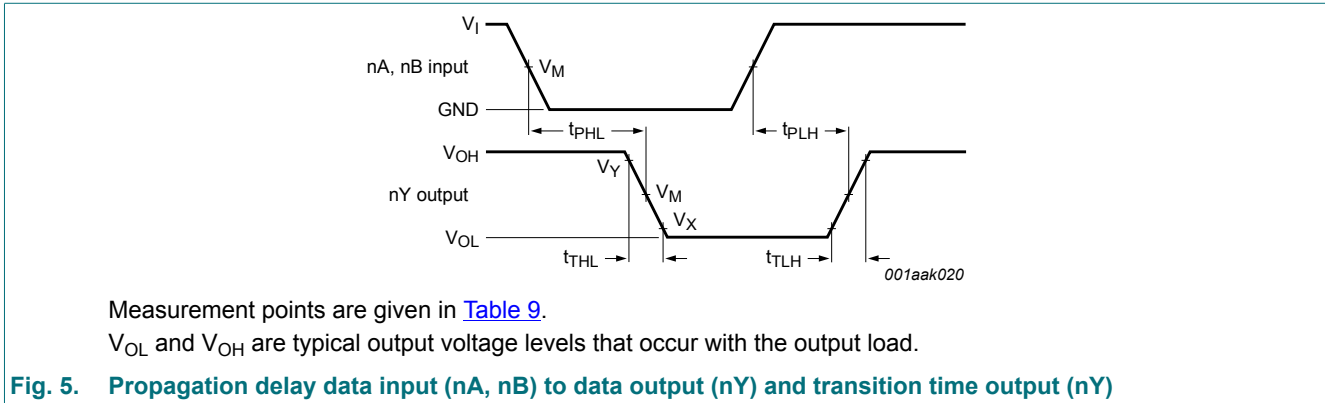 V_I
nA, nB input
V_M
GND
t_PHL
t_PLH
V_OH
V_Y
nY output
V_M
V_X
V_OL
t_THL
t_TLH
001aak020
Measurement points are given in Table 9.
V_OL and V_OH are typical output voltage levels that occur with the output load.
Fig. 5. Propagation delay data input (nA, nB) to data output (nY) and transition time output (nY)